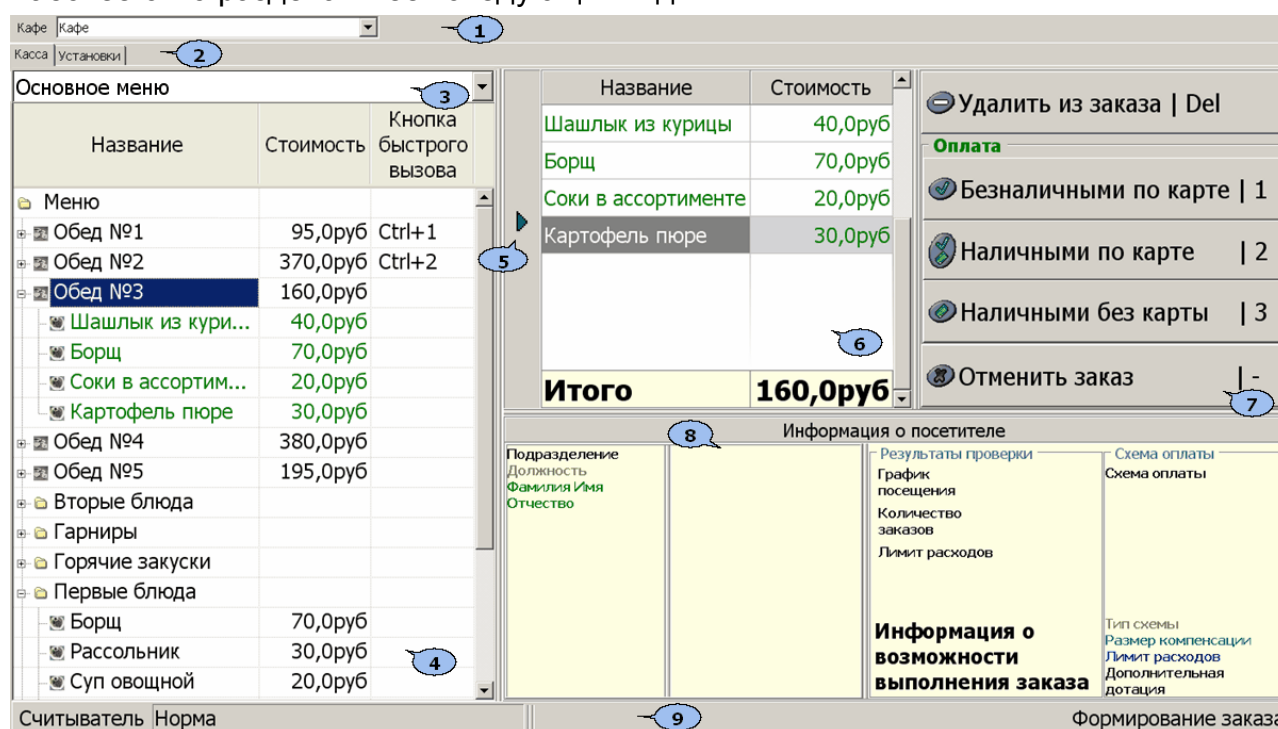 Кафе Кафе 1
Касса Установки 2
Основное меню 3
Название Стоимость Кнопка быстрого вызова
Меню
Обед №1 95,0руб Ctrl+1
Обед №2 370,0руб Ctrl+2
Обед №3 160,0руб
Шашлык из кури... 40,0руб
Борщ 70,0руб
Соки в ассортим... 20,0руб
Картофель пюре 30,0руб
Обед №4 380,0руб
Обед №5 195,0руб
Вторые блюда
Гарниры
Горячие закуски
Первые блюда
Борщ 70,0руб
Рассольник 30,0руб
4
Суп овощной 20,0руб
5
Название Стоимость
Шашлык из курицы 40,0руб
Борщ 70,0руб
Соки в ассортименте 20,0руб
Картофель пюре 30,0руб
6
Итого 160,0руб
Удалить из заказа | Del
Оплата
Безналичными по карте | 1
Наличными по карте | 2
Наличными без карты | 3
Отменить заказ | -
7
8
Информация о посетителе
Подразделение
Должность
Фамилия Имя
Отчество
Результаты проверки
График
посещения
Количество
заказов
Лимит расходов
Информация о
возможности
выполнения заказа
Схема оплаты
Схема оплаты
Тип схемы
Размер компенсации
Лимит расходов
Дополнительная
дотация
Считыватель Норма 9 Формирование заказа